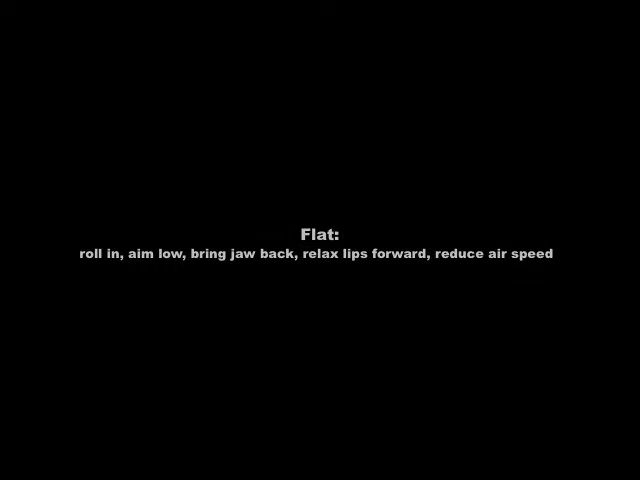 Flat:
roll in, aim low, bring jaw back, relax lips forward, reduce air speed